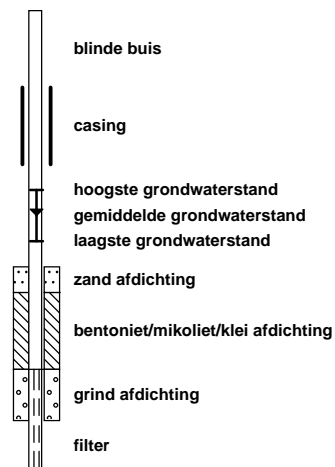 blinde buis
casing
hoogste grondwaterstand
gemiddelde grondwaterstand
laagste grondwaterstand
zand afdichting
bentoniet/mikoliet/klei afdichting
grind afdichting
filter